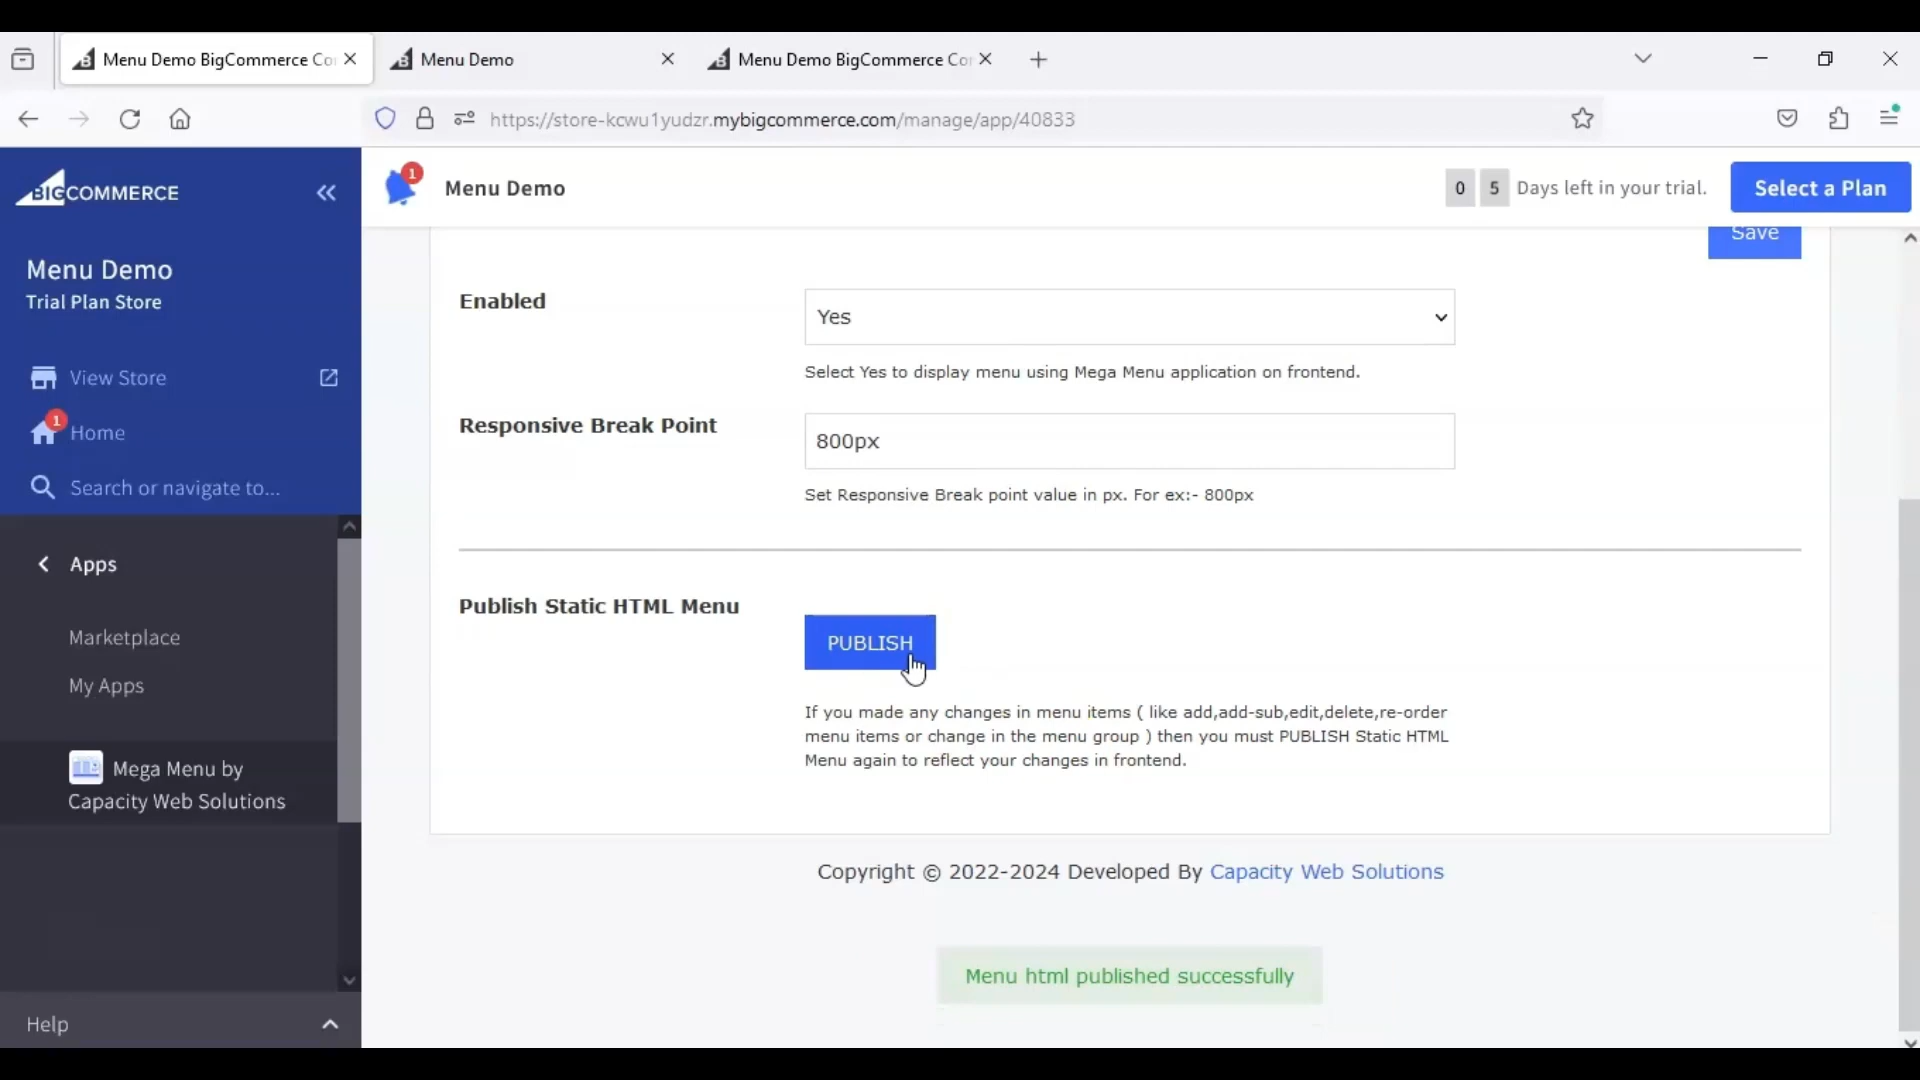 Menu Demo BigCommerce Co
Menu Demo
Menu Demo BigCommerce Co
https://store-kcwu1yudzr.mybigcommerce.com/manage/app/40833
BIGCOMMERCE
1
Menu Demo
0 5 Days left in your trial.
Select a Plan
Menu Demo
Trial Plan Store
View Store
1
Home
Search or navigate to...
Apps
Marketplace
My Apps
Mega Menu by
Capacity Web Solutions
Help
Save
Enabled
Yes
Select Yes to display menu using Mega Menu application on frontend.
Responsive Break Point
800px
Set Responsive Break point value in px. For ex:- 800px
Publish Static HTML Menu
PUBLISH
If you made any changes in menu items ( like add,add-sub,edit,delete,re-order
menu items or change in the menu group ) then you must PUBLISH Static HTML
Menu again to reflect your changes in frontend.
Copyright © 2022-2024 Developed By Capacity Web Solutions
Menu html published successfully